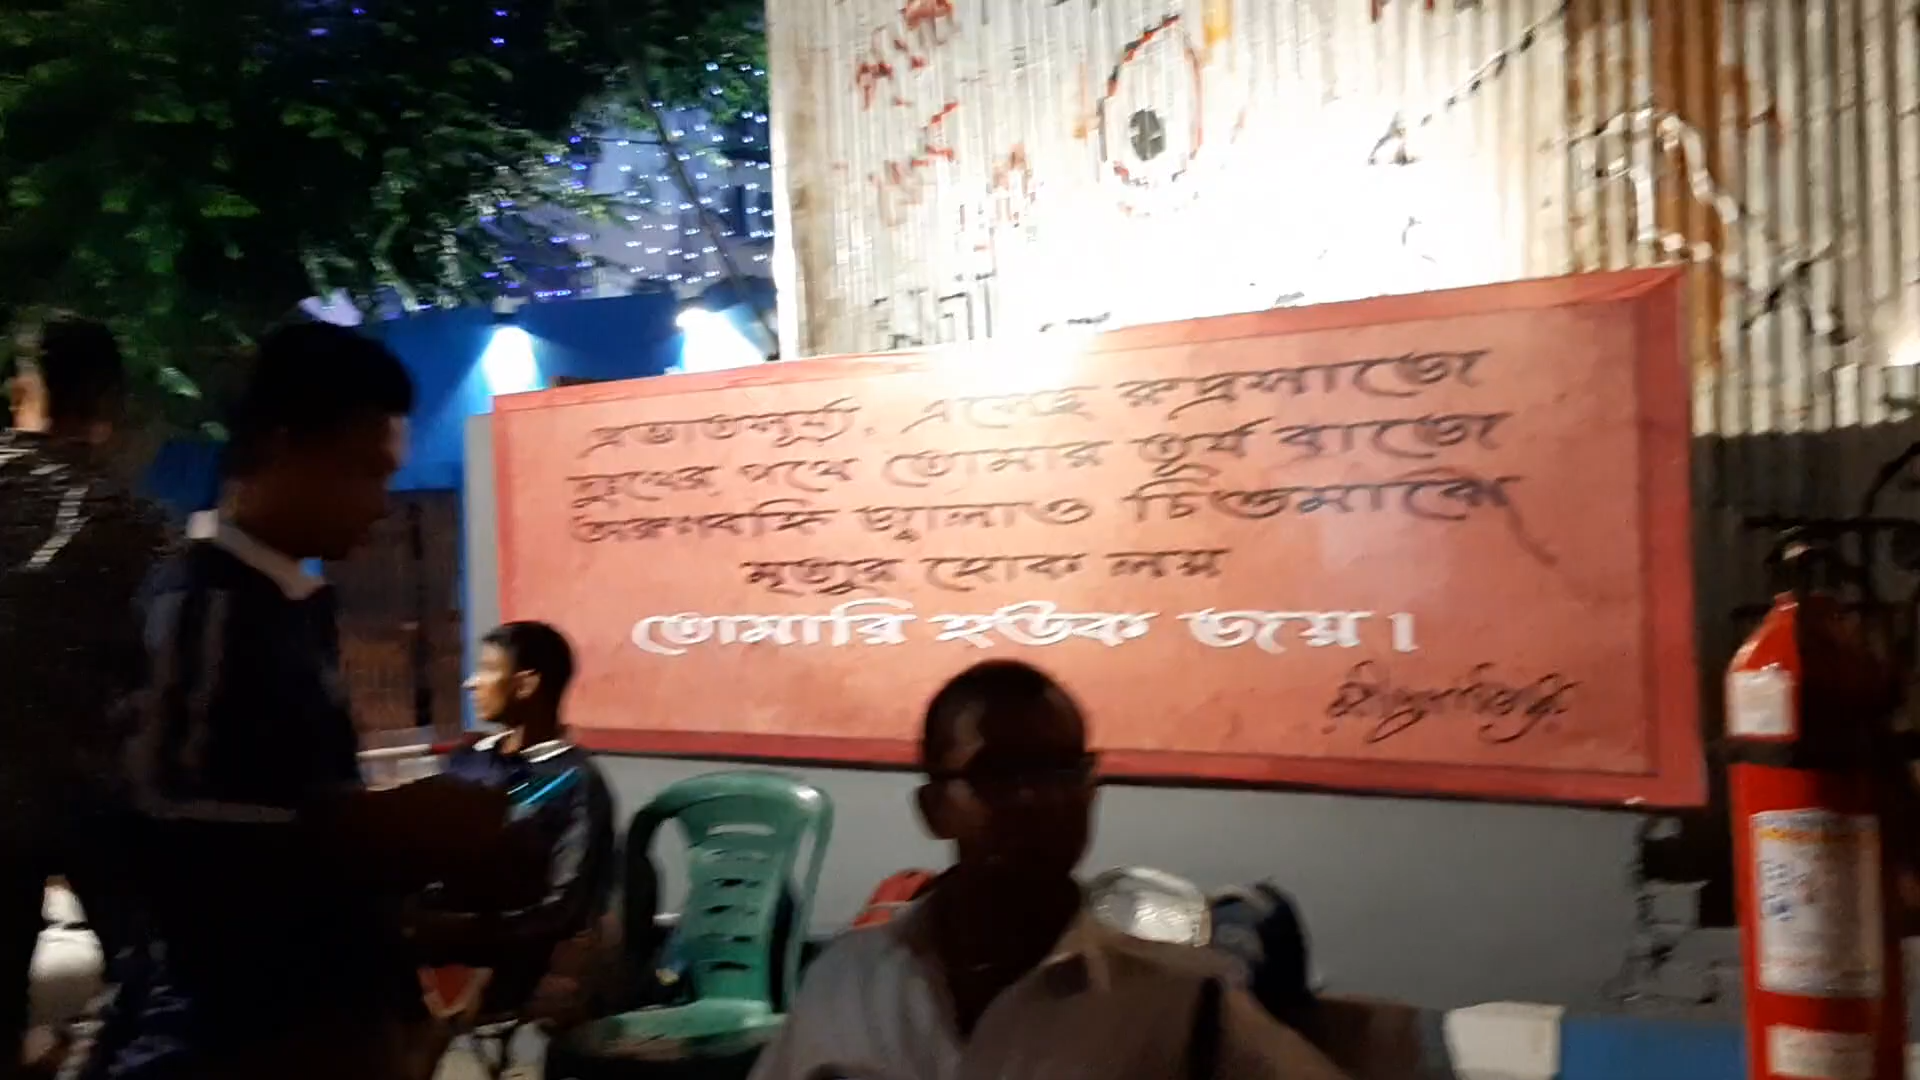 প্রভাতসূর্য, এসেছে রুদ্রসাজে
দুঃখের পথে তোমার তূর্য বাজে
অরুণবহ্নি জ্বালাও চিত্তমাঝে
মৃত্যুর হোক লয়
তোমারি হউক জয়।